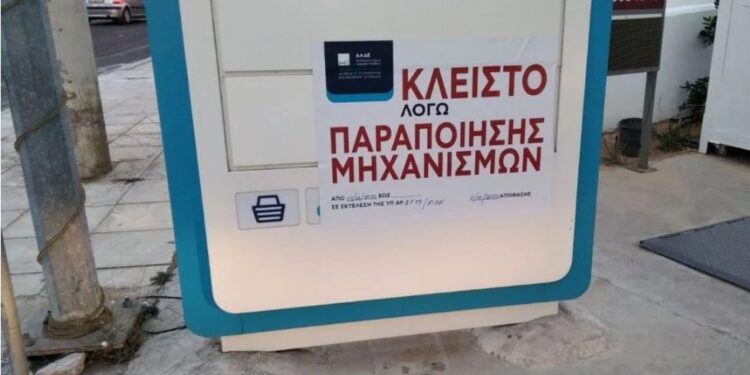 ΑΑΔΕ
ΚΛΕΙΣΤΟ
ΛΟΓΩ
ΠΑΡΑΠΟΙΗΣΗΣ
ΜΗΧΑΝΙΣΜΩΝ
ΑΠΟ ΕΩΣ
ΣΕ ΕΚΤΕΛΕΣΗ ΤΗΣ ΥΠ ΑΡ. ΑΠΟΦΑΣΗΣ